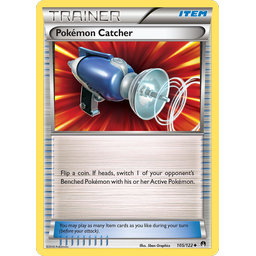 TRAINER ITEM
Pokémon Catcher
Flip a coin. If heads, switch 1 of your opponent's
Benched Pokémon with his or her Active Pokémon.
You may play as many Item cards as you like during your turn
(before your attack).
Illus. 5ban Graphics 105/122